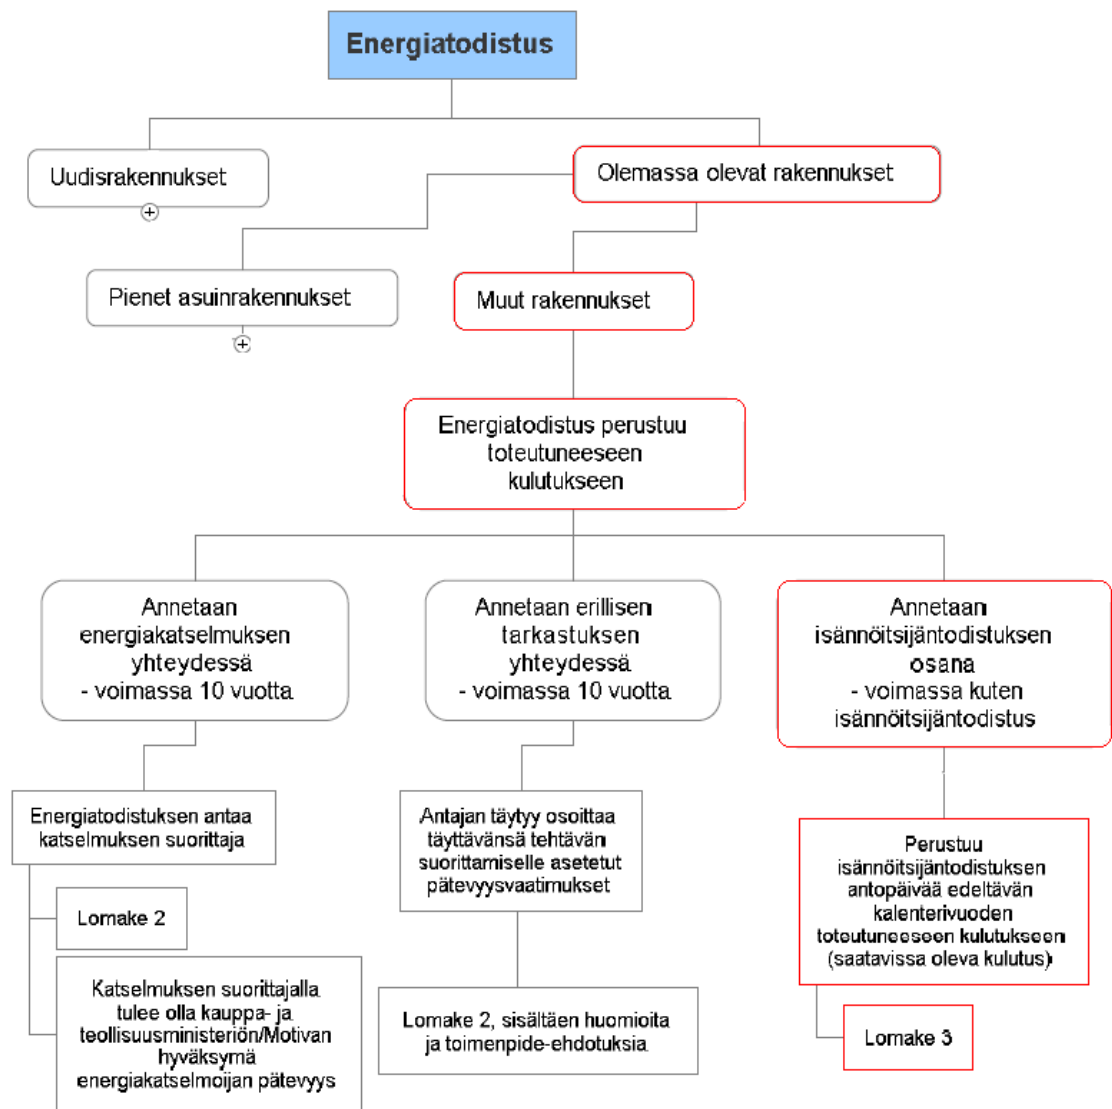 Energiatodistus
Uudisrakennukset
Olemassa olevat rakennukset
Pienet asuinrakennukset
Muut rakennukset
Energiatodistus perustuu
toteutuneeseen
kulutukseen
Annetaan
energiakatselmuksen
yhteydessä
- voimassa 10 vuotta
Annetaan erillisen
tarkastuksen
yhteydessä
- voimassa 10 vuotta
Annetaan
isännöitsijäntodistuksen
osana
- voimassa kuten
isännöitsijäntodistus
Energiatodistuksen antaa
katselmuksen suorittaja
Lomake 2
Katselmuksen suorittajalla
tulee olla kauppa- ja
teollisuusministeriön/Motivan
hyväksymä
energiakatselmoijan pätevyys
Antajan täytyy osoittaa
täyttävänsä tehtävän
suorittamiselle asetetut
pätevyysvaatimukset
Lomake 2, sisältäen huomioita
ja toimenpide-ehdotuksia
Perustuu
isännöitsijäntodistuksen
antopäivää edeltävän
kalenterivuoden
toteutuneeseen kulutukseen
(saatavissa oleva kulutus)
Lomake 3